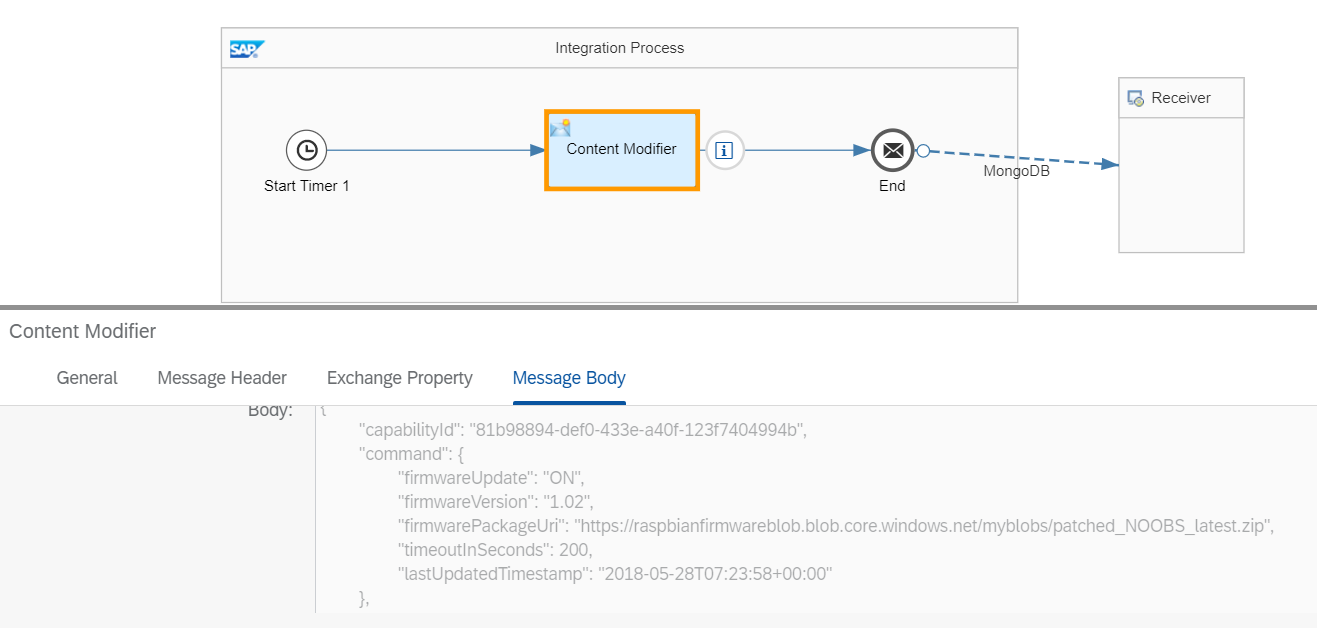 SAP
Integration Process
Receiver
Content Modifier
i
Start Timer 1
End
MongoDB
Content Modifier
General Message Header Exchange Property Message Body
Body: {
"capabilityId": "81b98894-def0-433e-a40f-123f7404994b",
"command": {
"firmwareUpdate": "ON",
"firmwareVersion": "1.02",
"firmwarePackageUri": "https://raspbianfirmwareblob.blob.core.windows.net/myblobs/patched_NOOBS_latest.zip",
"timeoutInSeconds": 200,
"lastUpdatedTimestamp": "2018-05-28T07:23:58+00:00"
},